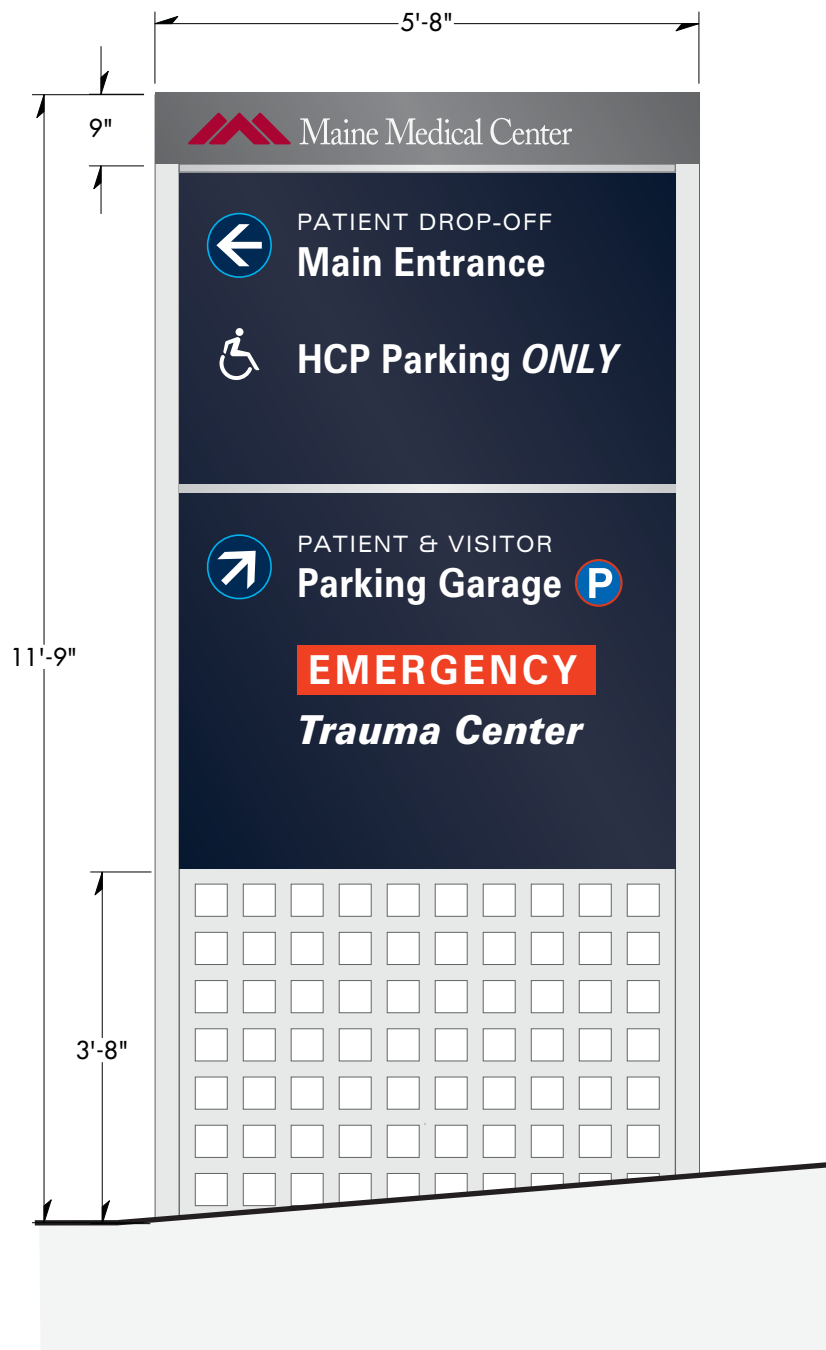 5'-8"
9"
Maine Medical Center
PATIENT DROP-OFF
Main Entrance
HCP Parking ONLY
PATIENT & VISITOR
Parking Garage P
11'-9"
EMERGENCY
Trauma Center
3'-8"